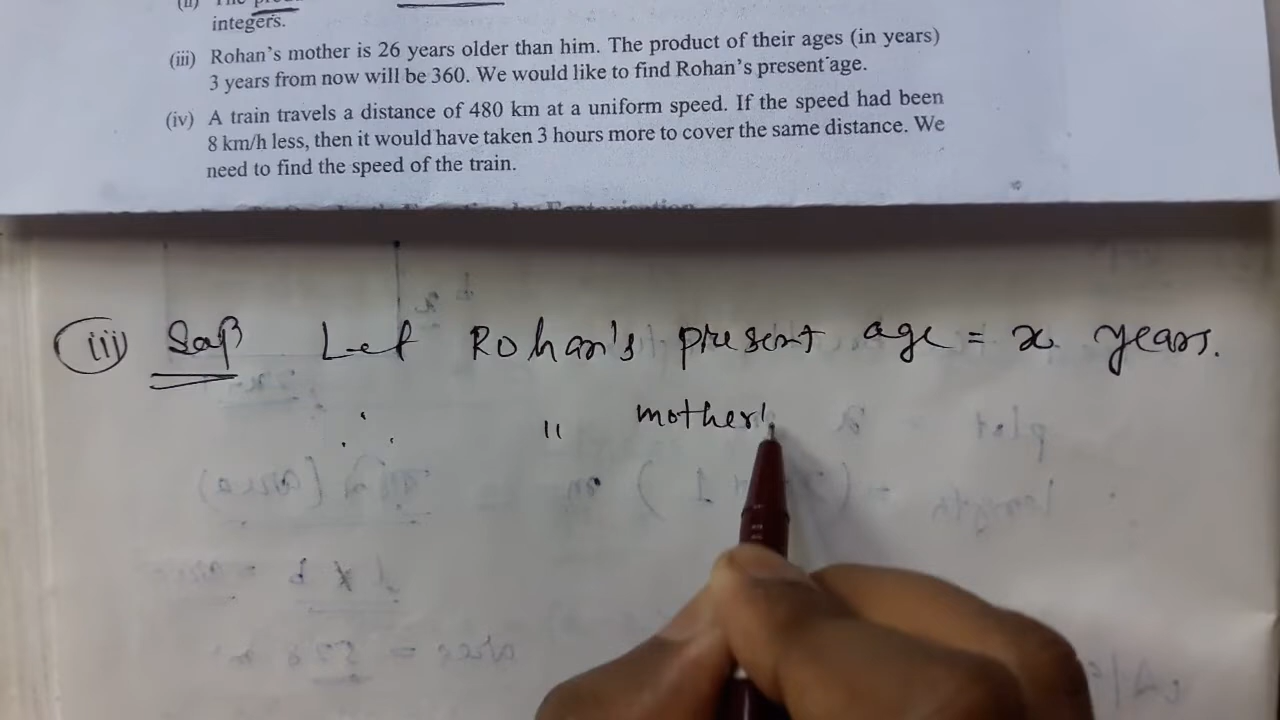 integers.
(iii) Rohan's mother is 26 years older than him. The product of their ages (in years)
3 years from now will be 360. We would like to find Rohan's present age.
(iv) A train travels a distance of 480 km at a uniform speed. If the speed had been
8 km/h less, then it would have taken 3 hours more to cover the same distance. We
need to find the speed of the train.
(iii) Let Rohan's present age = x years.
∴ " mother'